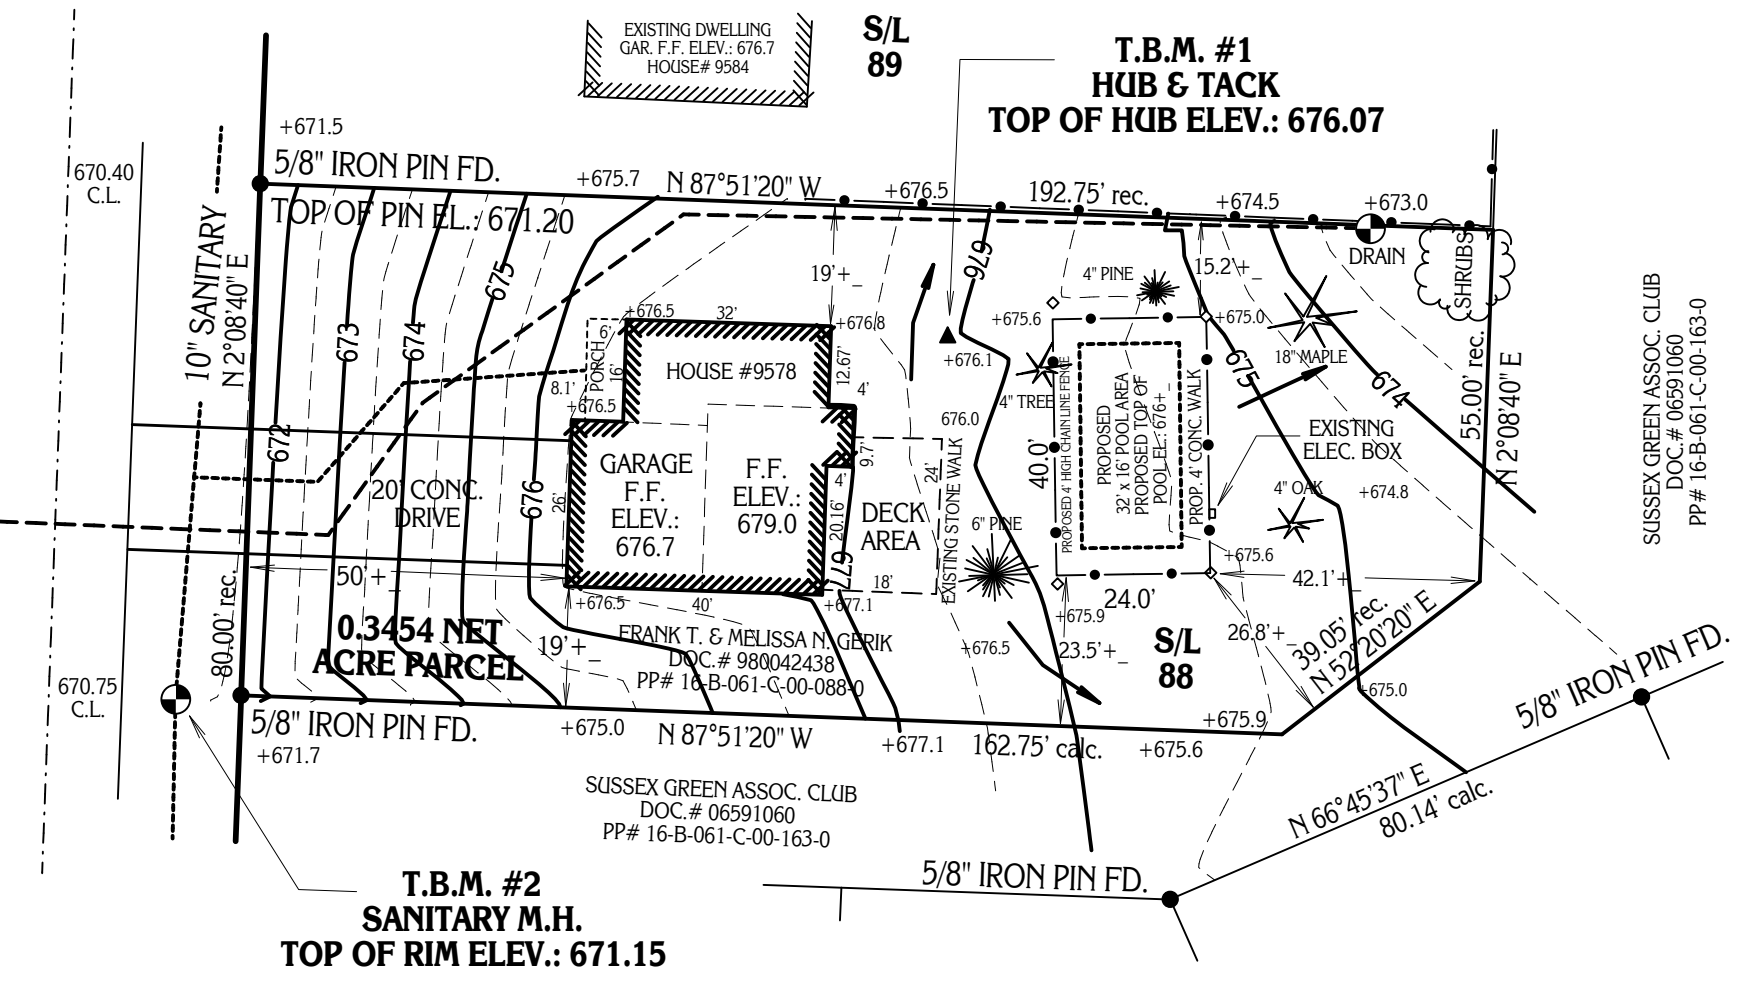 EXISTING DWELLING
GAR. F.F. ELEV.: 676.7
HOUSE# 9584
S/L
89
T.B.M. #1
HUB & TACK
TOP OF HUB ELEV.: 676.07
+671.5
670.40
C.L.
5/8" IRON PIN FD.
TOP OF PIN EL.: 671.20
+675.7
N 87°51'20" W
+676.5
192.75' rec.
+674.5
+673.0
DRAIN
SHRUBS
10" SANITARY
N 2°08'40" E
672
673
674
675
676
19'+_
676
4" PINE
15.2'+_
+676.5
32'
+676.8
+675.6
+675.0
6'
PORCH
16'
8.1'
+676.5
HOUSE #9578
12.67'
4'
+676.1
4" TREE
676.0
PROPOSED 4' HIGH CHAIN LINE FENCE
PROPOSED
32' x 16' POOL AREA
PROPOSED TOP OF
POOL EL.: 676+_
PROP. 4' CONC. WALK
675
18" MAPLE
674
55.00' rec.
N 2°08'40" E
SUSSEX GREEN ASSOC. CLUB
DOC.# 06591060
PP# 16-B-061-C-00-163-0
EXISTING
ELEC. BOX
4" OAK
+674.8
40.0'
GARAGE
F.F.
ELEV.:
676.7
F.F.
ELEV.:
679.0
9.7'
4'
20.16'
677
DECK
AREA
24'
18'
EXISTING STONE WALK
6" PINE
20' CONC.
DRIVE
26'
50'+_
+676.5
40'
+677.1
+675.6
42.1'+_
24.0'
+675.9
80.00' rec.
0.3454 NET
ACRE PARCEL
19'+_
FRANK T. & MELISSA N. GERIK
DOC.# 980042438
PP# 16-B-061-C-00-088-0
+676.5
23.5'+_
S/L
88
26.8'+_
39.05' rec.
N 52°20'20" E
+675.0
5/8" IRON PIN FD.
670.75
C.L.
5/8" IRON PIN FD.
+671.7
+675.0
N 87°51'20" W
+677.1
162.75' calc.
+675.6
+675.9
SUSSEX GREEN ASSOC. CLUB
DOC.# 06591060
PP# 16-B-061-C-00-163-0
N 66°45'37" E
80.14' calc.
5/8" IRON PIN FD.
T.B.M. #2
SANITARY M.H.
TOP OF RIM ELEV.: 671.15